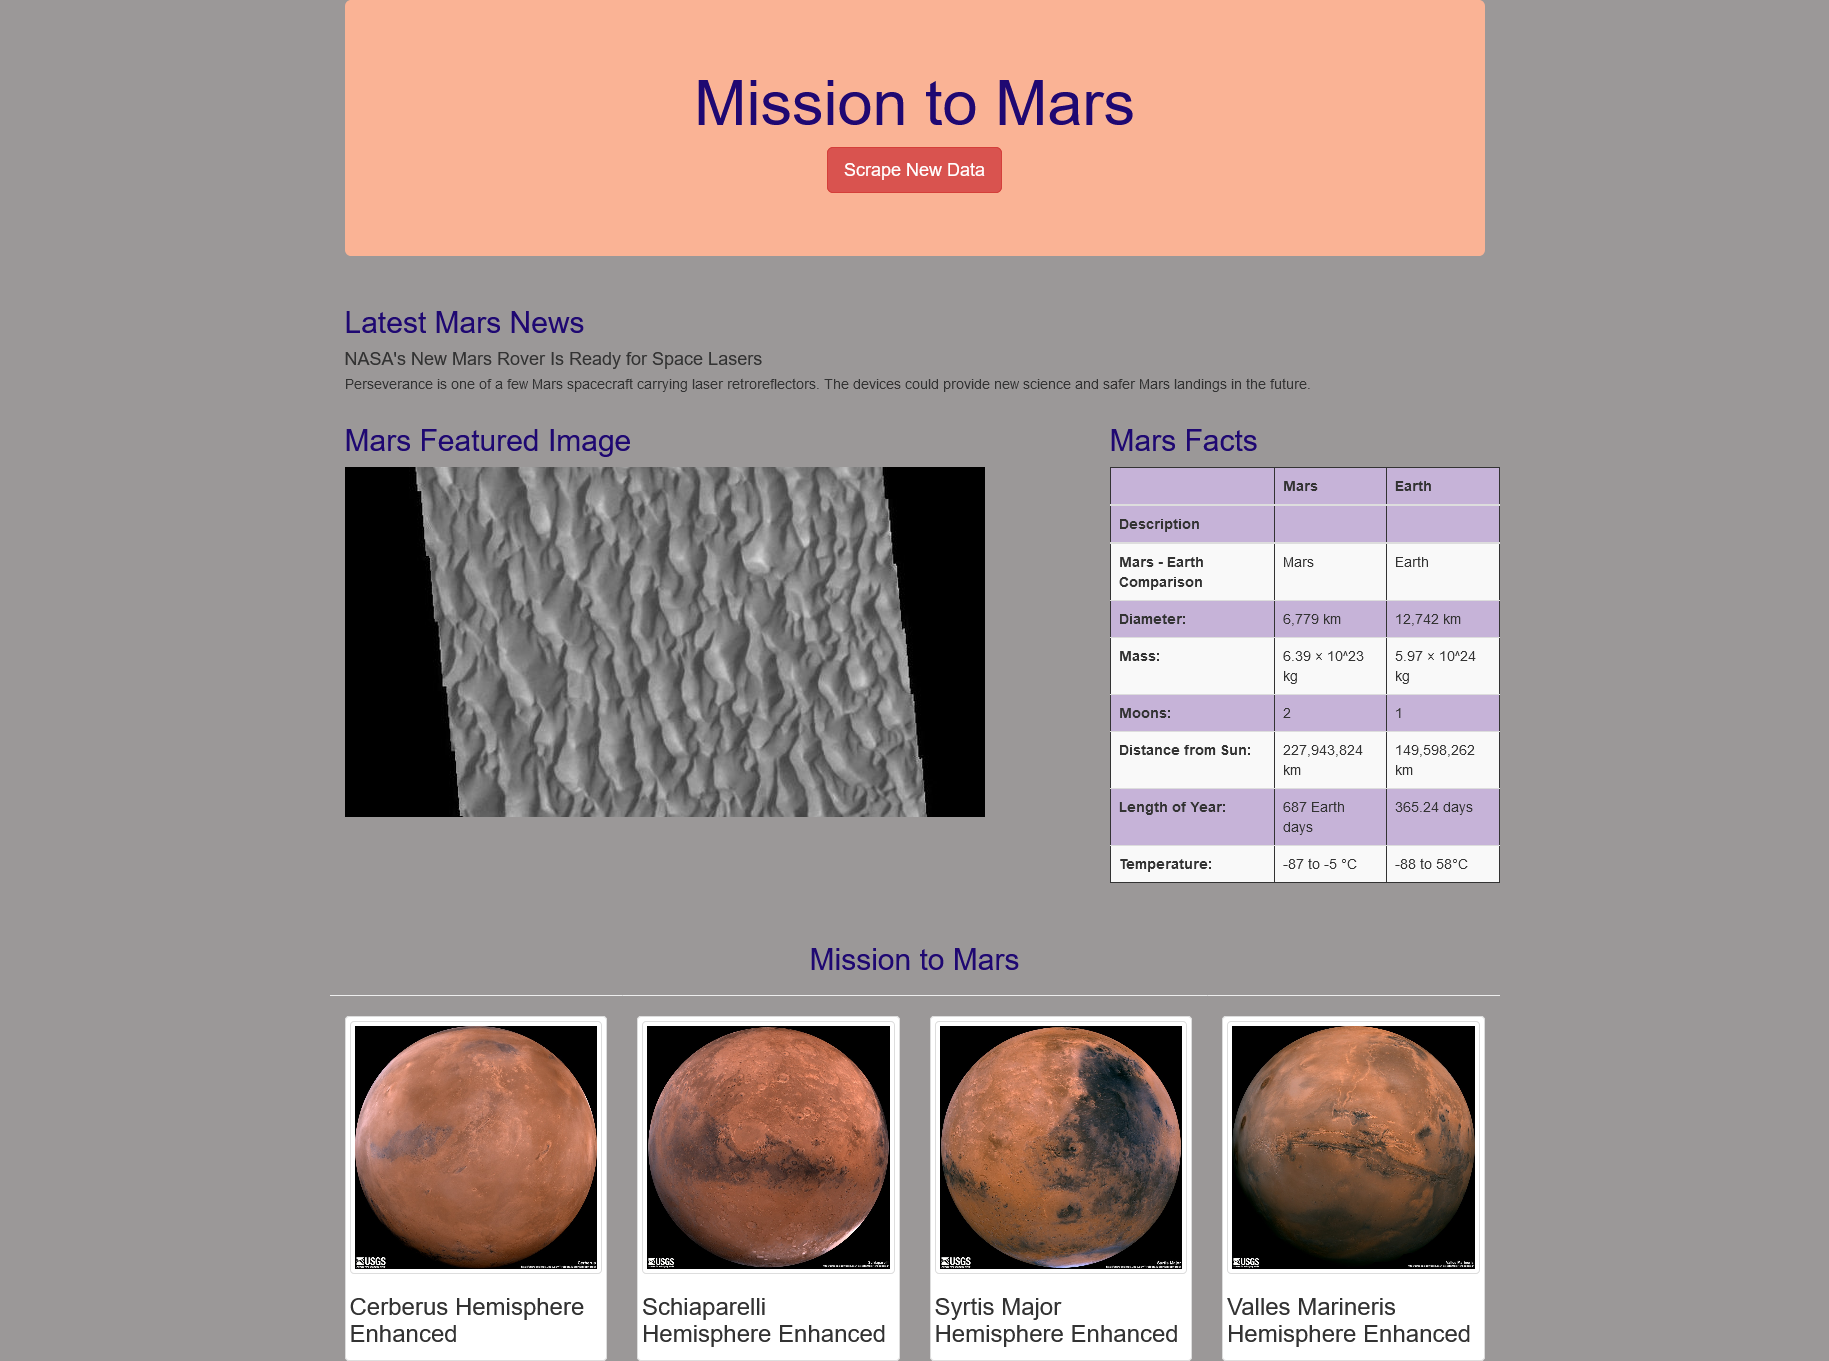 Mission to Mars
Scrape New Data
Latest Mars News
NASA's New Mars Rover Is Ready for Space Lasers
Perseverance is one of a few Mars spacecraft carrying laser retroreflectors. The devices could provide new science and safer Mars landings in the future.
Mars Featured Image
Mars Facts
Mars Earth
Description
Mars - Earth Comparison Mars Earth
Diameter: 6,779 km 12,742 km
Mass: 6.39 × 10^23 kg 5.97 × 10^24 kg
Moons: 2 1
Distance from Sun: 227,943,824 km 149,598,262 km
Length of Year: 687 Earth days 365.24 days
Temperature: -87 to -5 °C -88 to 58°C
Mission to Mars
USGS Cerberus
USGS
USGS Syrtis Major
USGS Valles Marineris
Cerberus Hemisphere
Enhanced
Schiaparelli
Hemisphere Enhanced
Syrtis Major
Hemisphere Enhanced
Valles Marineris
Hemisphere Enhanced